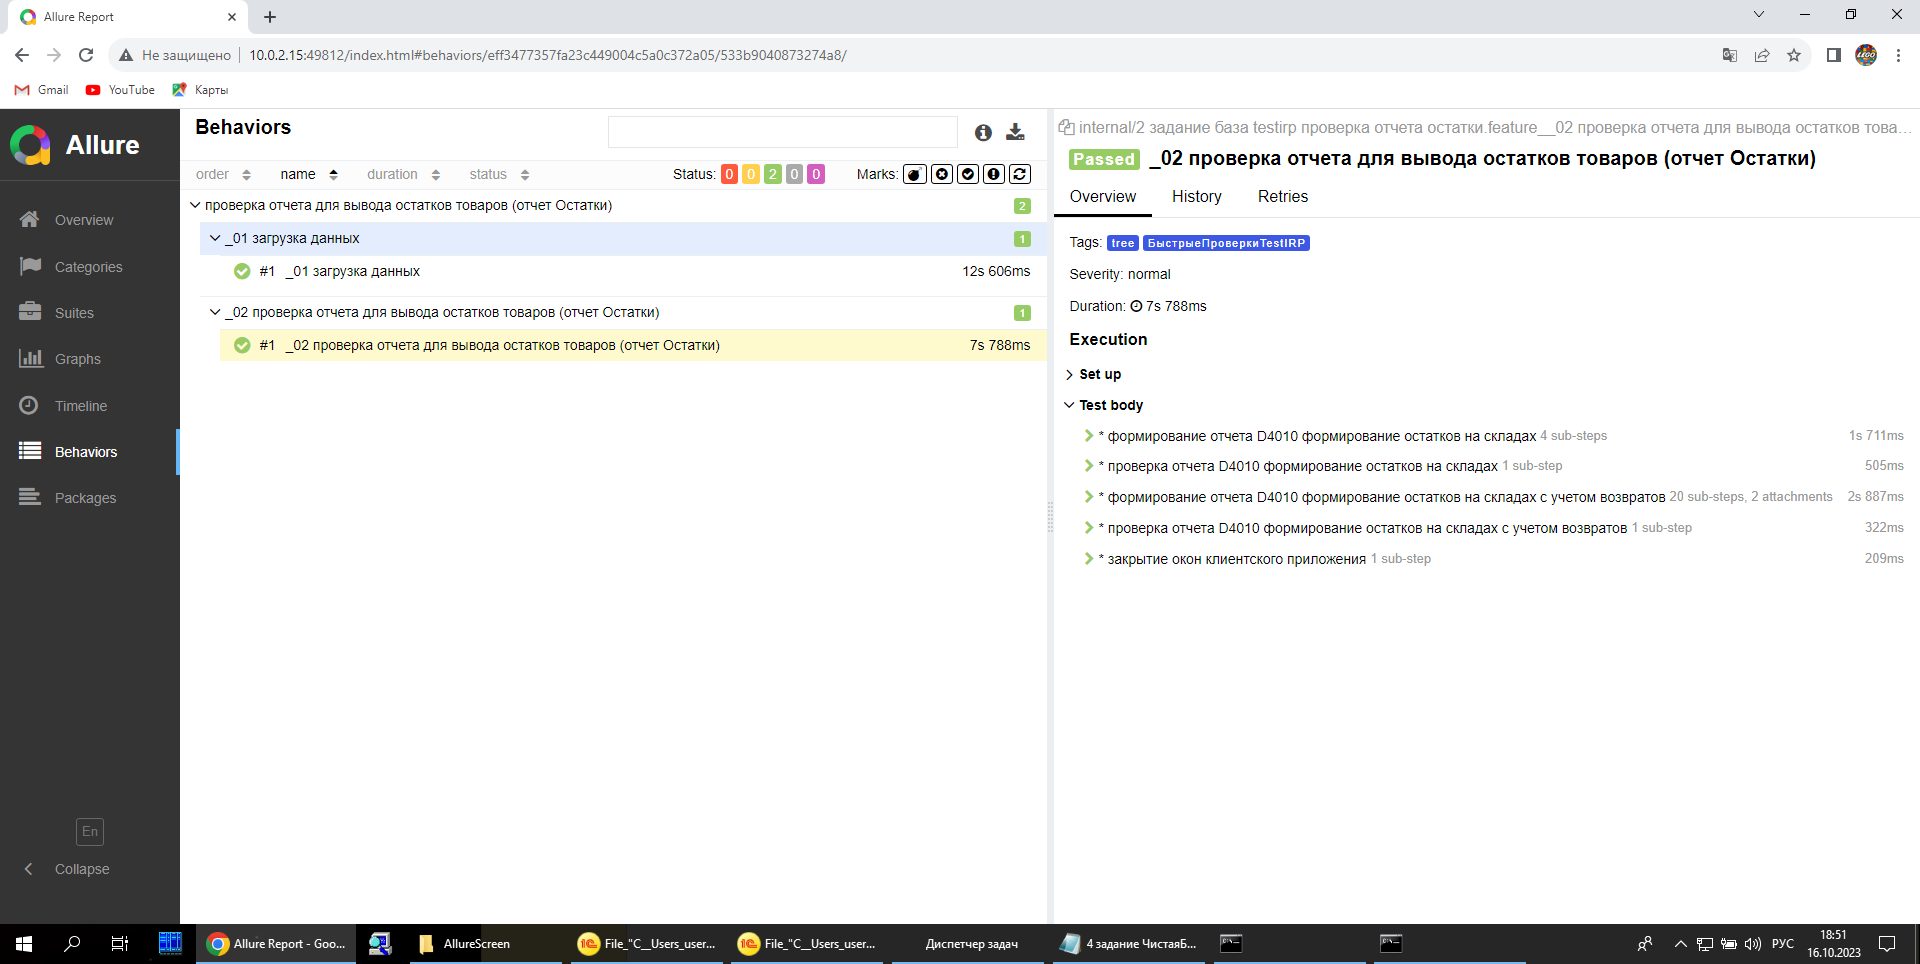 Allure Report
Не защищено
10.0.2.15:49812/index.html#behaviors/eff3477357fa23c449004c5a0c372a05/533b9040873274a8/
Gmail
YouTube
Карты
Allure
Overview
Categories
Suites
Graphs
Timeline
Behaviors
Packages
En
Collapse
Behaviors
order name duration status Status: 0 0 2 0 0 Marks:
проверка отчета для вывода остатков товаров (отчет Остатки) 2
_01 загрузка данных 1
#1 _01 загрузка данных 12s 606ms
_02 проверка отчета для вывода остатков товаров (отчет Остатки) 1
#1 _02 проверка отчета для вывода остатков товаров (отчет Остатки) 7s 788ms
internal/2 задание база testirp проверка отчета остатки.feature__02 проверка отчета для вывода остатков това...
Passed _02 проверка отчета для вывода остатков товаров (отчет Остатки)
Overview History Retries
Tags: tree БыстрыеПроверкиTestIRP
Severity: normal
Duration: 7s 788ms
Execution
Set up
Test body
* формирование отчета D4010 формирование остатков на складах 4 sub-steps 1s 711ms
* проверка отчета D4010 формирование остатков на складах 1 sub-step 505ms
* формирование отчета D4010 формирование остатков на складах с учетом возвратов 20 sub-steps, 2 attachments 2s 887ms
* проверка отчета D4010 формирование остатков на складах с учетом возвратов 1 sub-step 322ms
* закрытие окон клиентского приложения 1 sub-step 209ms
Allure Report - Goo...
AllureScreen
File_"C__Users_user...
File_"C__Users_user...
Диспетчер задач
4 задание ЧистаяБ...
РУС
18:51
16.10.2023